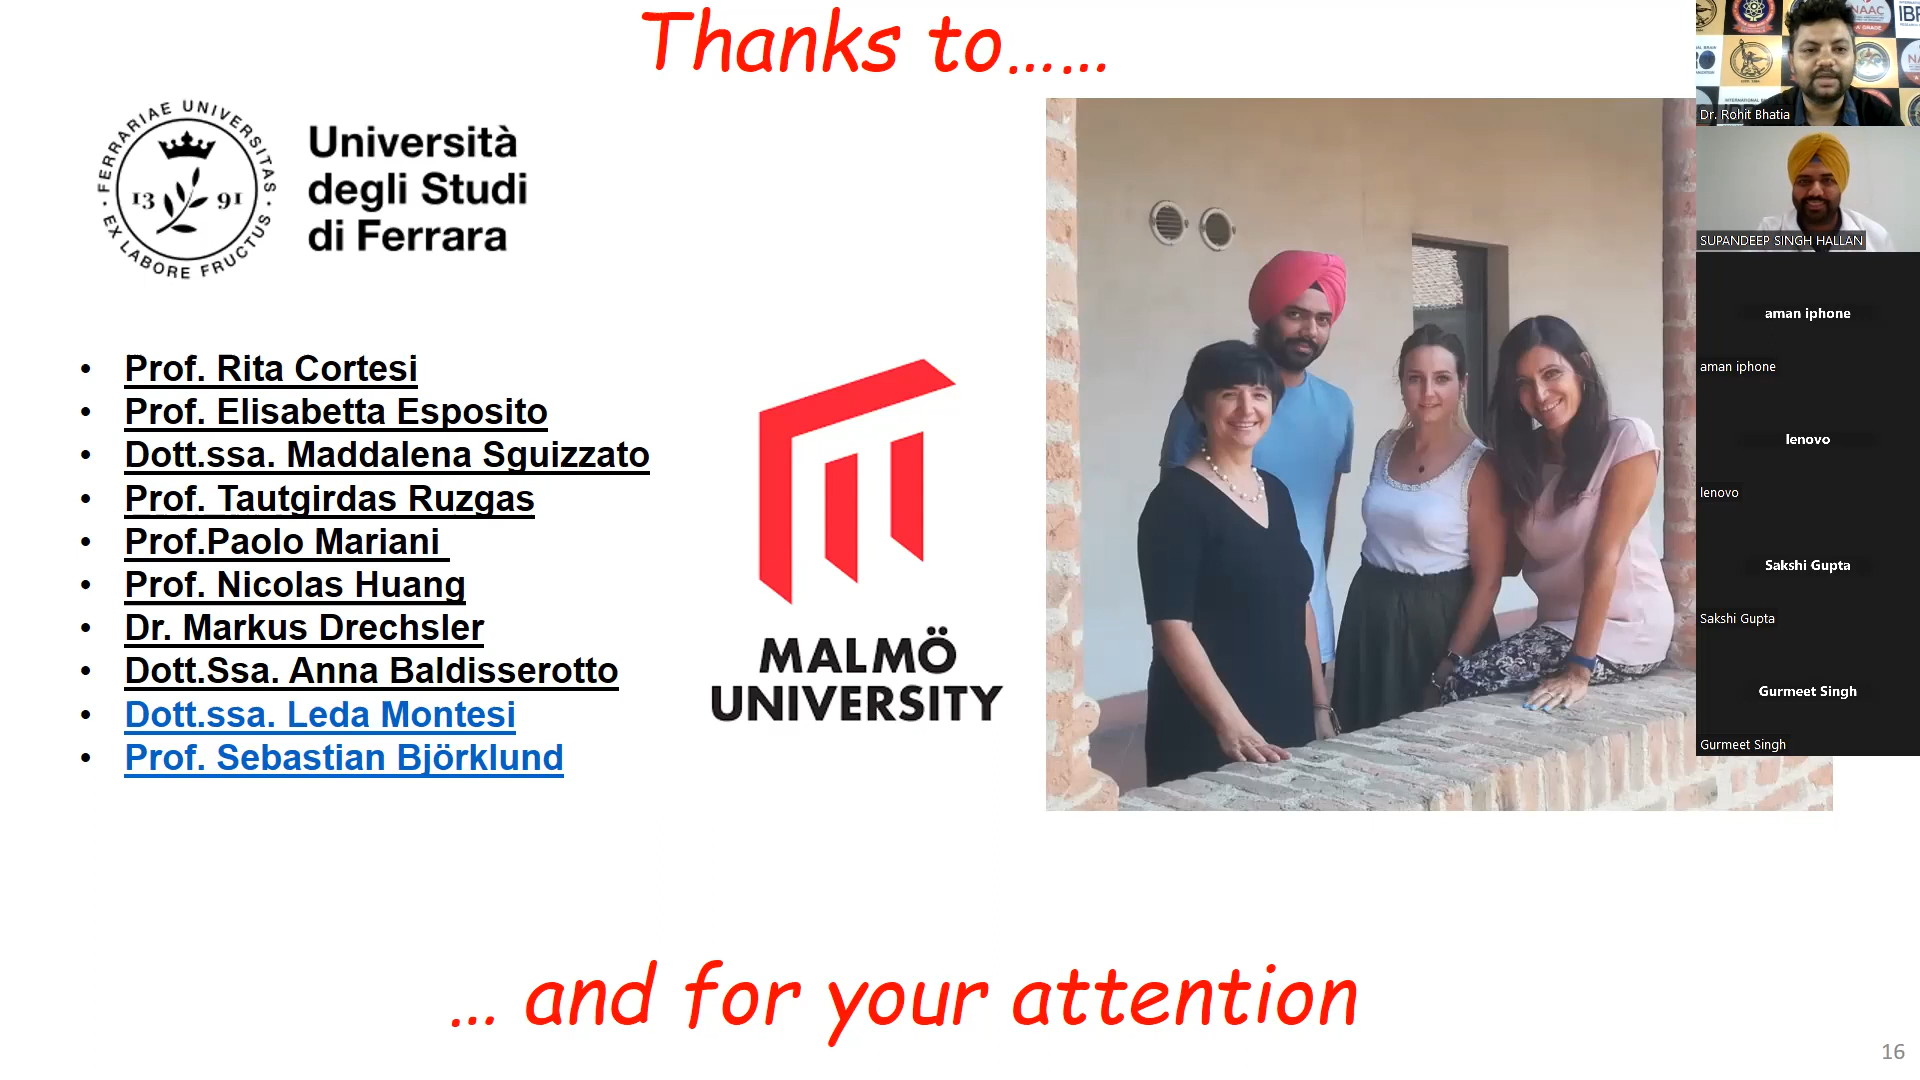 Thanks to......
FERRARIAE UNIVERSITAS
EX LABORE FRUCTUS
1391
Università
degli Studi
di Ferrara
• Prof. Rita Cortesi
• Prof. Elisabetta Esposito
• Dott.ssa. Maddalena Sguizzato
• Prof. Tautgirdas Ruzgas
• Prof.Paolo Mariani
• Prof. Nicolas Huang
• Dr. Markus Drechsler
• Dott.Ssa. Anna Baldisserotto
• Dott.ssa. Leda Montesi
• Prof. Sebastian Björklund
MALMÖ
UNIVERSITY
NAAC
Dr. Rohit Bhatia
SUPANDEEP SINGH HALLAN
aman iphone
aman iphone
lenovo
lenovo
Sakshi Gupta
Sakshi Gupta
Gurmeet Singh
Gurmeet Singh
... and for your attention
16